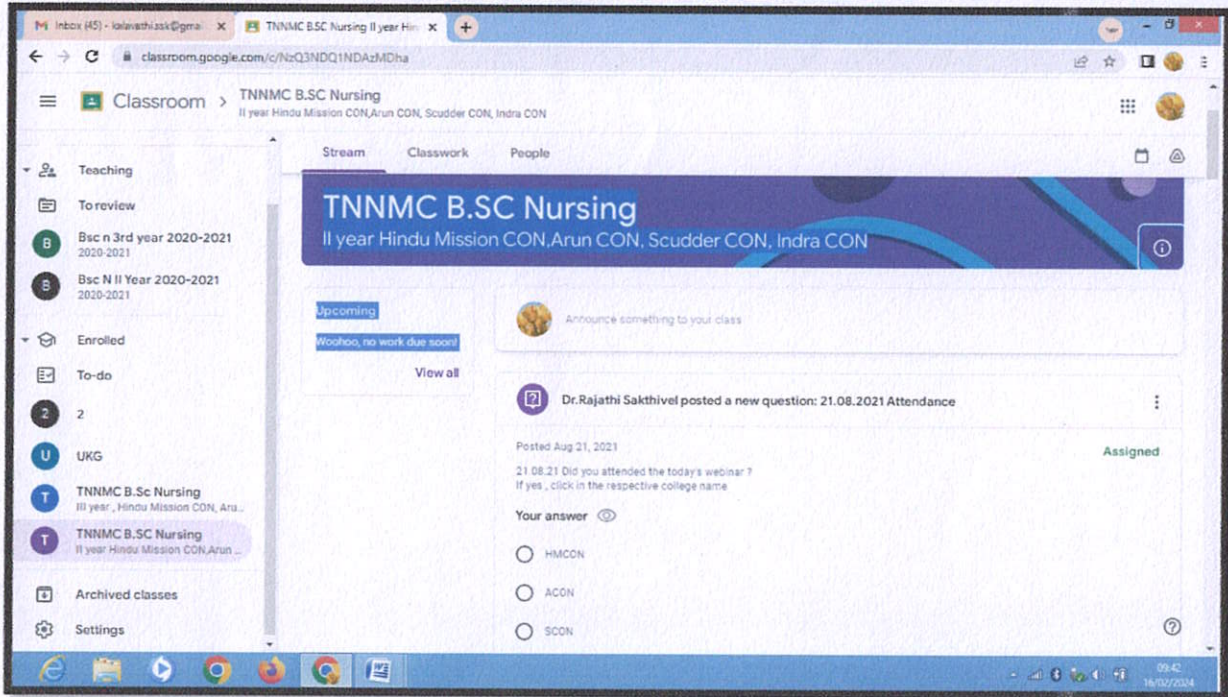 Inbox (45) - kalavathi.ssk@gmai
TNNMC B.SC Nursing II year Hin
classroom.google.com/c/NzQ3NDQ1NDAzMDha
Classroom > TNNMC B.SC Nursing
II year Hindu Mission CON,Arun CON, Scudder CON, Indra CON
Stream Classwork People
Teaching
To review
B Bsc n 3rd year 2020-2021
2020-2021
B Bsc N II Year 2020-2021
2020-2021
Enrolled
To-do
2 2
U UKG
T TNNMC B.Sc Nursing
III year , Hindu Mission CON, Aru...
T TNNMC B.SC Nursing
II year Hindu Mission CON,Arun ...
Archived classes
Settings
TNNMC B.SC Nursing
II year Hindu Mission CON,Arun CON, Scudder CON, Indra CON
Upcoming
Woohoo, no work due soon!
View all
Announce something to your class
Dr.Rajathi Sakthivel posted a new question: 21.08.2021 Attendance
Posted Aug 21, 2021
Assigned
21.08.21 Did you attended the today's webinar ?
If yes , click in the respective college name
Your answer
HMCON
ACON
SCON
09:42
16/02/2024